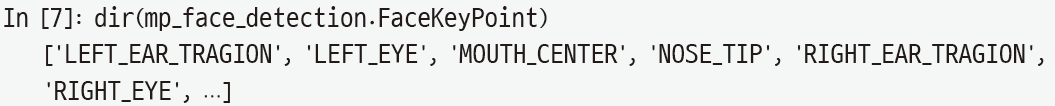 In [7]: dir(mp_face_detection.FaceKeyPoint)
['LEFT_EAR_TRAGION', 'LEFT_EYE', 'MOUTH_CENTER', 'NOSE_TIP', 'RIGHT_EAR_TRAGION',
'RIGHT_EYE', …]